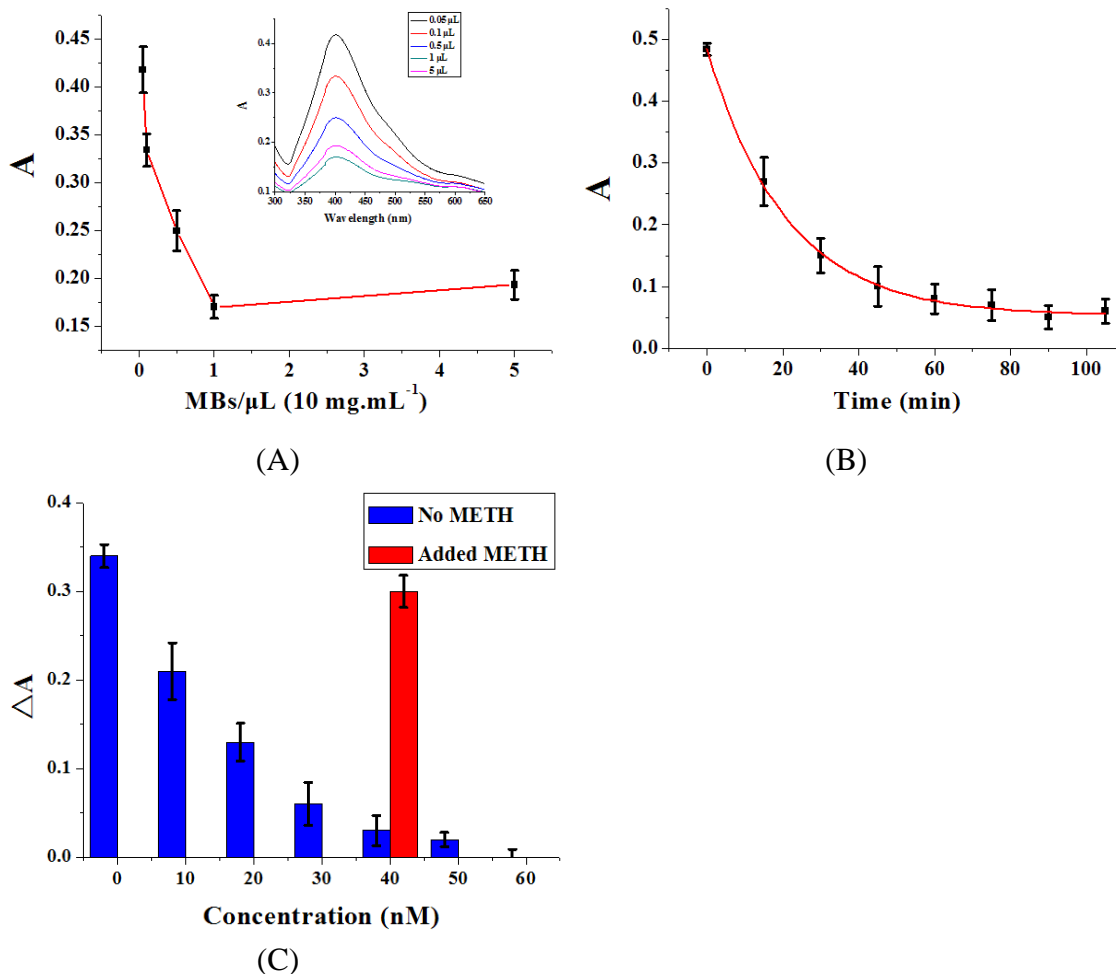 0.45
0.40
0.35
0.30
0.25
0.20
0.15
A
0 1 2 3 4 5
MBs/μL (10 mg.mL⁻¹)
0.4
0.3
0.2
0.1
A
300 350 400 450 500 550 600 650
Wavelength (nm)
0.05 μL
0.1 μL
0.5 μL
1 μL
5 μL
(A)
0.5
0.4
0.3
0.2
0.1
0.0
A
0 20 40 60 80 100
Time (min)
(B)
0.4
0.3
0.2
0.1
0.0
△A
No METH
Added METH
0 10 20 30 40 50 60
Concentration (nM)
(C)